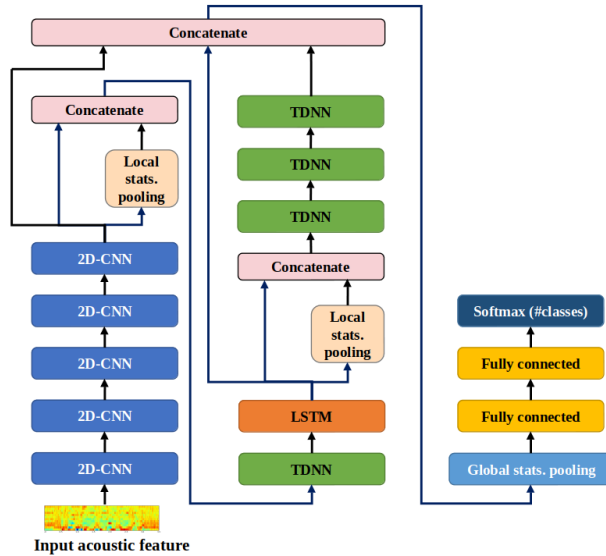 Concatenate
Concatenate
Local
stats.
pooling
2D-CNN
2D-CNN
2D-CNN
2D-CNN
2D-CNN
Input acoustic feature
TDNN
TDNN
TDNN
Concatenate
Local
stats.
pooling
LSTM
TDNN
Softmax (#classes)
Fully connected
Fully connected
Global stats. pooling